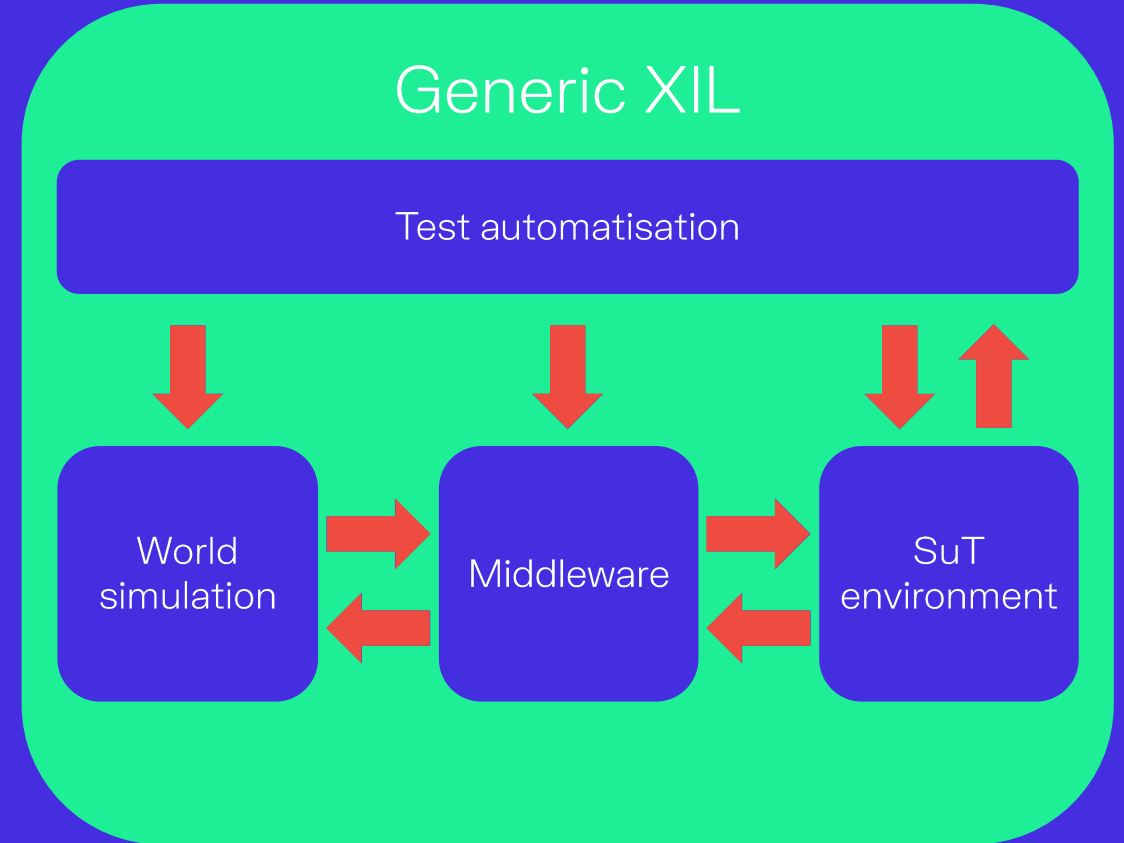 Generic XIL
Test automatisation
World
simulation
Middleware
SuT
environment